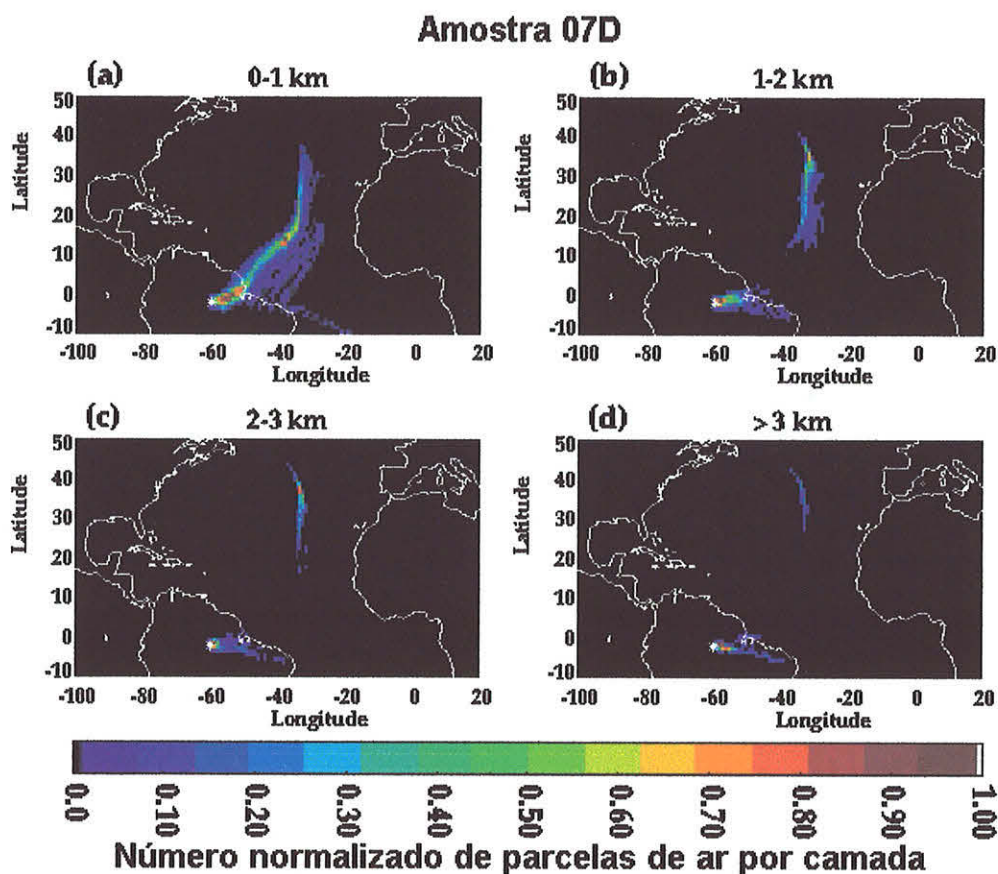 Amostra 07D
(a) 0-1 km
(b) 1-2 km
50
40
30
20
10
0
-10
Latitude
-100 -80 -60 -40 -20 0 20
Longitude
50
40
30
20
10
0
-10
Latitude
-100 -80 -60 -40 -20 0 20
Longitude
(c) 2-3 km
(d) >3 km
50
40
30
20
10
0
-10
Latitude
-100 -80 -60 -40 -20 0 20
Longitude
50
40
30
20
10
0
-10
Latitude
-100 -80 -60 -40 -20 0 20
Longitude
0.0 0.10 0.20 0.30 0.40 0.50 0.60 0.70 0.80 0.90 1.00
Número normalizado de parcelas de ar por camada